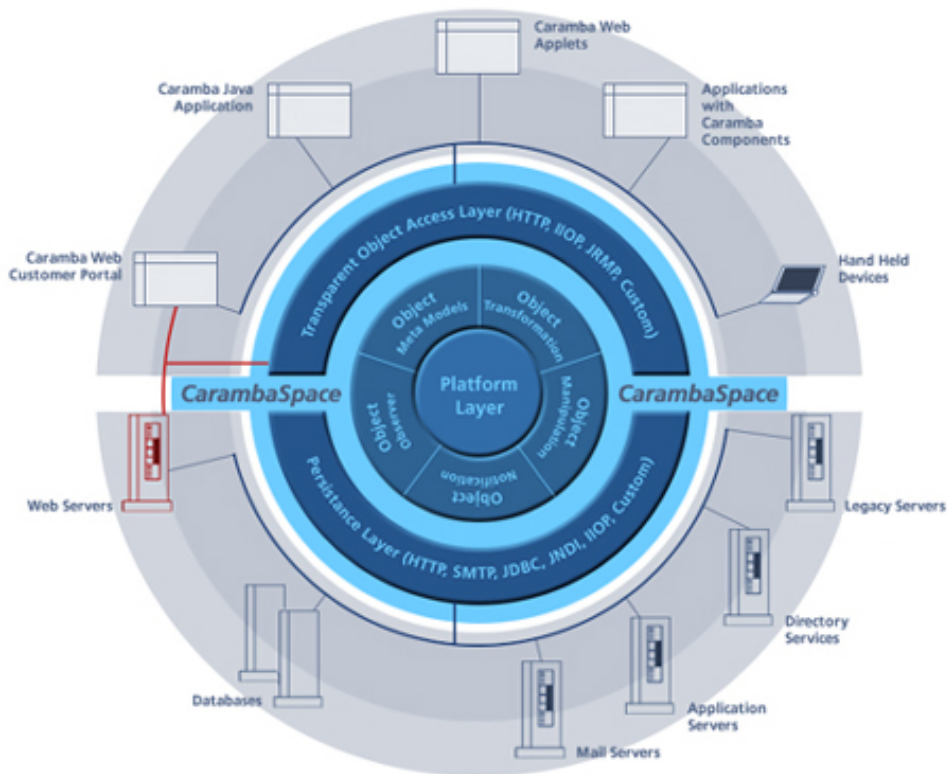 Caramba Web
Applets
Caramba Java
Application
Applications
with
Caramba
Components
Caramba Web
Customer Portal
Hand Held
Devices
Transparent Object Access Layer (HTTP, IIOP, JRMP, Custom)
Object
Meta Models
Object
Transformation
Platform
Layer
CarambaSpace
CarambaSpace
Object
Observer
Object
Manipulation
Object
Notification
Persistance Layer (HTTP, SMTP, JDBC, JNDI, IIOP, Custom)
Web Servers
Legacy Servers
Directory
Services
Databases
Application
Servers
Mail Servers